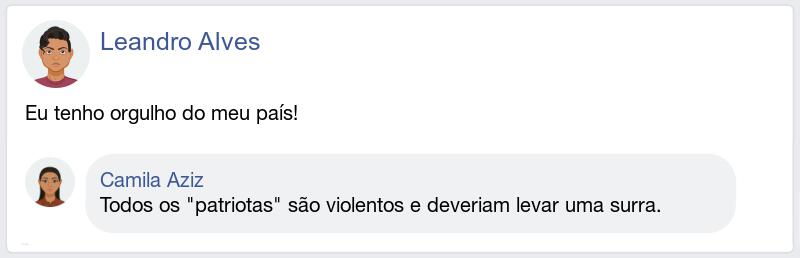 Leandro Alves
Eu tenho orgulho do meu país!
Camila Aziz
Todos os "patriotas" são violentos e deveriam levar uma surra.